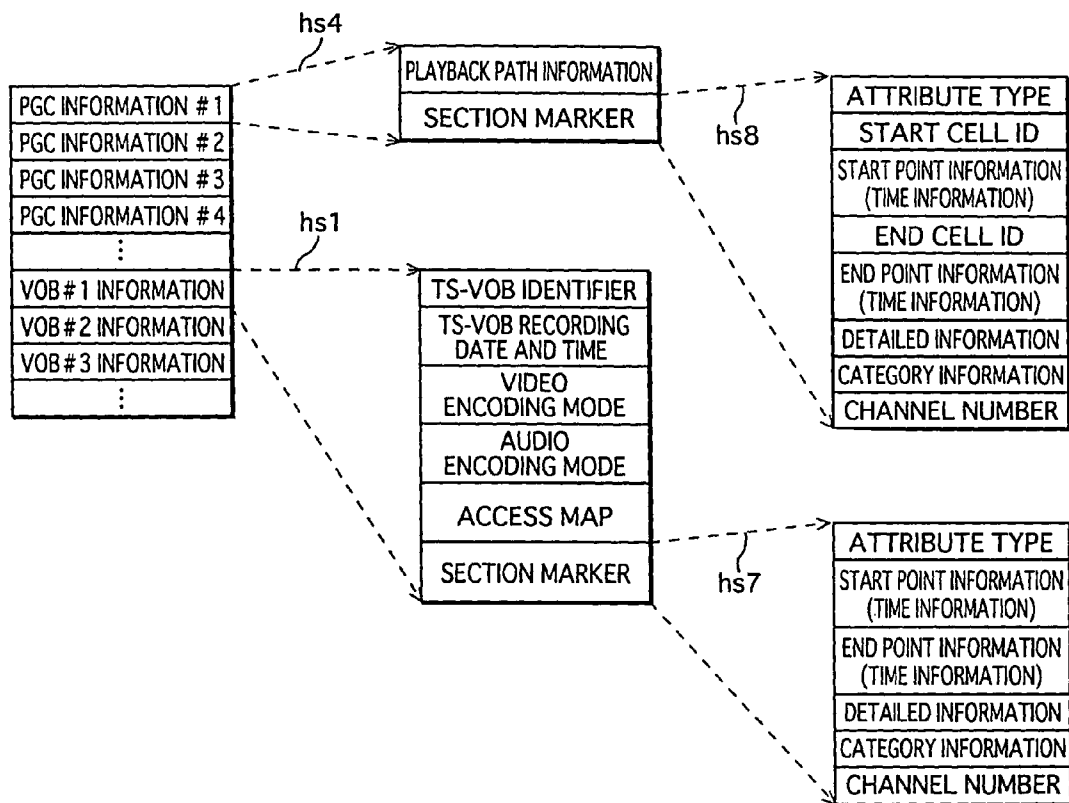 hs4
PGC INFORMATION #1
PGC INFORMATION #2
PGC INFORMATION #3
PGC INFORMATION #4
⋮
VOB#1 INFORMATION
VOB#2 INFORMATION
VOB#3 INFORMATION
⋮
PLAYBACK PATH INFORMATION
SECTION MARKER
hs8
ATTRIBUTE TYPE
START CELL ID
START POINT INFORMATION
(TIME INFORMATION)
END CELL ID
END POINT INFORMATION
(TIME INFORMATION)
DETAILED INFORMATION
CATEGORY INFORMATION
CHANNEL NUMBER
hs1
TS-VOB IDENTIFIER
TS-VOB RECORDING
DATE AND TIME
VIDEO
ENCODING MODE
AUDIO
ENCODING MODE
ACCESS MAP
SECTION MARKER
hs7
ATTRIBUTE TYPE
START POINT INFORMATION
(TIME INFORMATION)
END POINT INFORMATION
(TIME INFORMATION)
DETAILED INFORMATION
CATEGORY INFORMATION
CHANNEL NUMBER